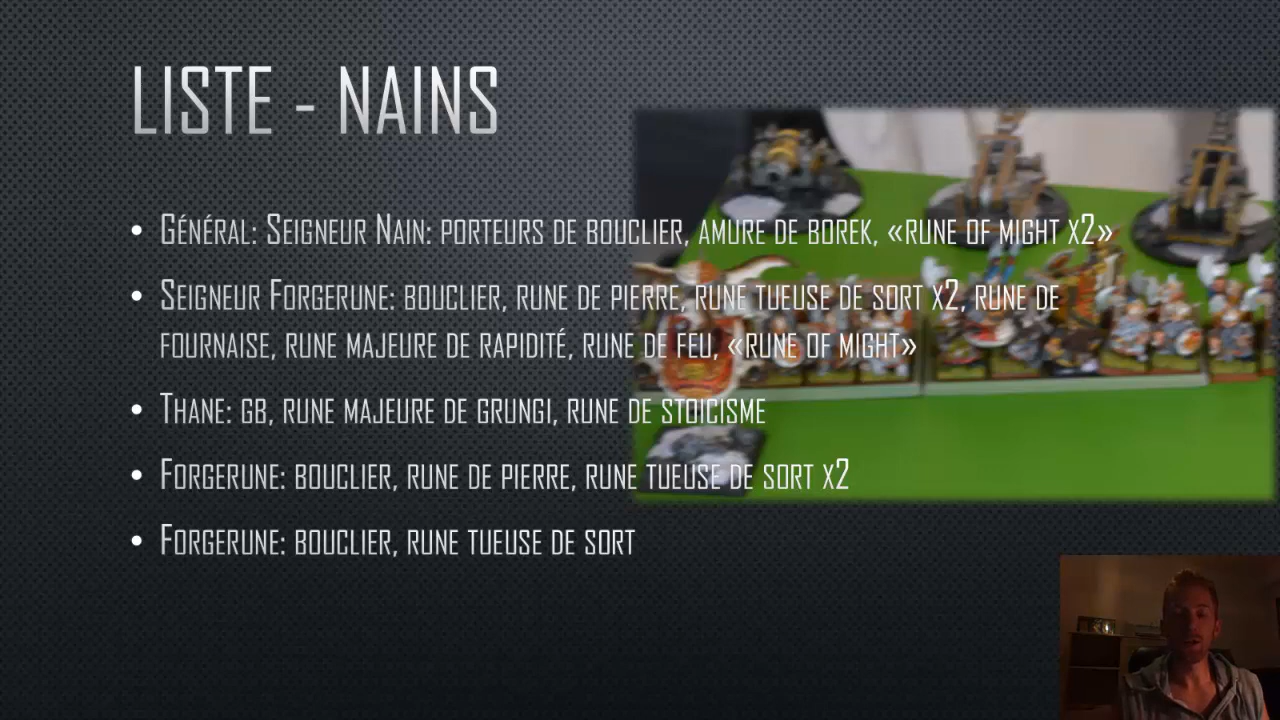 LISTE - NAINS
• GÉNÉRAL: SEIGNEUR NAIN: PORTEURS DE BOUCLIER, AMURE DE BOREK, «RUNE OF MIGHT X2»
• SEIGNEUR FORGERUNE: BOUCLIER, RUNE DE PIERRE, RUNE TUEUSE DE SORT X2, RUNE DE
FOURNAISE, RUNE MAJEURE DE RAPIDITÉ, RUNE DE FEU, «RUNE OF MIGHT»
• THANE: GB, RUNE MAJEURE DE GRUNGI, RUNE DE STOICISME
• FORGERUNE: BOUCLIER, RUNE DE PIERRE, RUNE TUEUSE DE SORT X2
• FORGERUNE: BOUCLIER, RUNE TUEUSE DE SORT